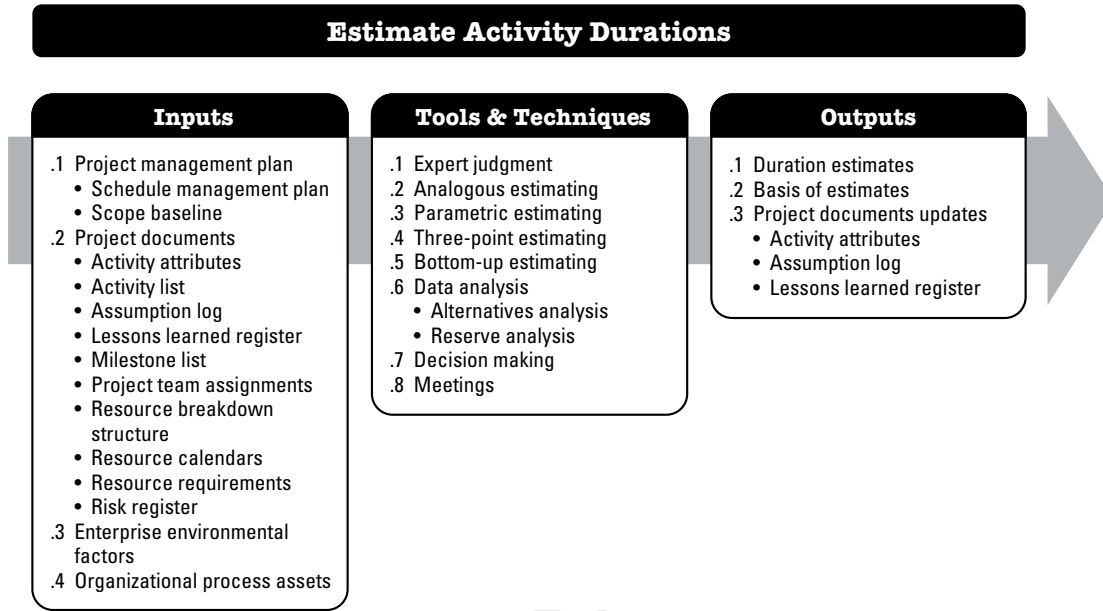 Estimate Activity Durations
Inputs
.1 Project management plan
• Schedule management plan
• Scope baseline
.2 Project documents
• Activity attributes
• Activity list
• Assumption log
• Lessons learned register
• Milestone list
• Project team assignments
• Resource breakdown
structure
• Resource calendars
• Resource requirements
• Risk register
.3 Enterprise environmental
factors
.4 Organizational process assets
Tools & Techniques
.1 Expert judgment
.2 Analogous estimating
.3 Parametric estimating
.4 Three-point estimating
.5 Bottom-up estimating
.6 Data analysis
• Alternatives analysis
• Reserve analysis
.7 Decision making
.8 Meetings
Outputs
.1 Duration estimates
.2 Basis of estimates
.3 Project documents updates
• Activity attributes
• Assumption log
• Lessons learned register